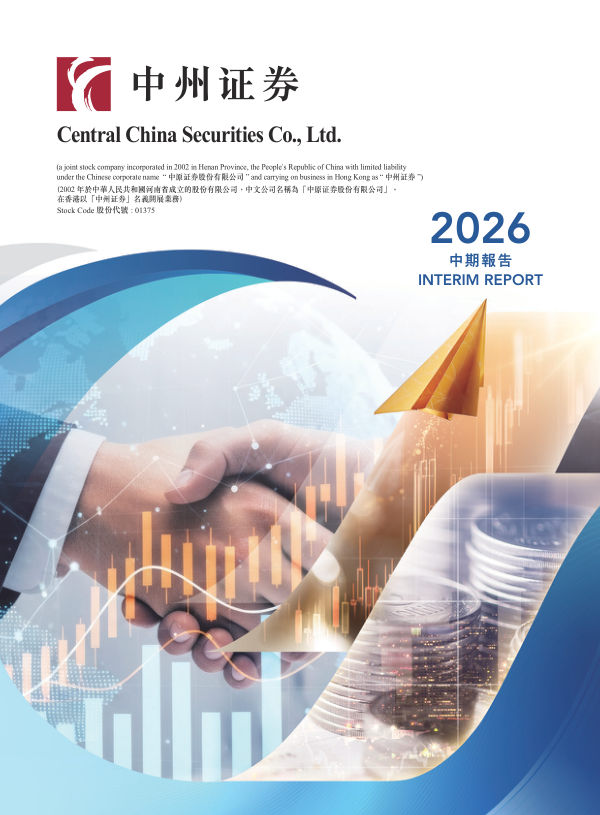 中州证券
Central China Securities Co., Ltd.
(a joint stock company incorporated in 2002 in Henan Province, the People's Republic of China with limited liability
under the Chinese corporate name “中原证券股份有限公司” and carrying on business in Hong Kong as “中州证券”)
(2002 年於中華人民共和國河南省成立的股份有限公司，中文公司名稱為「中原证券股份有限公司」，
在香港以「中州证券」名義開展業務)
Stock Code 股份代號 : 01375
2026
中期報告
INTERIM REPORT